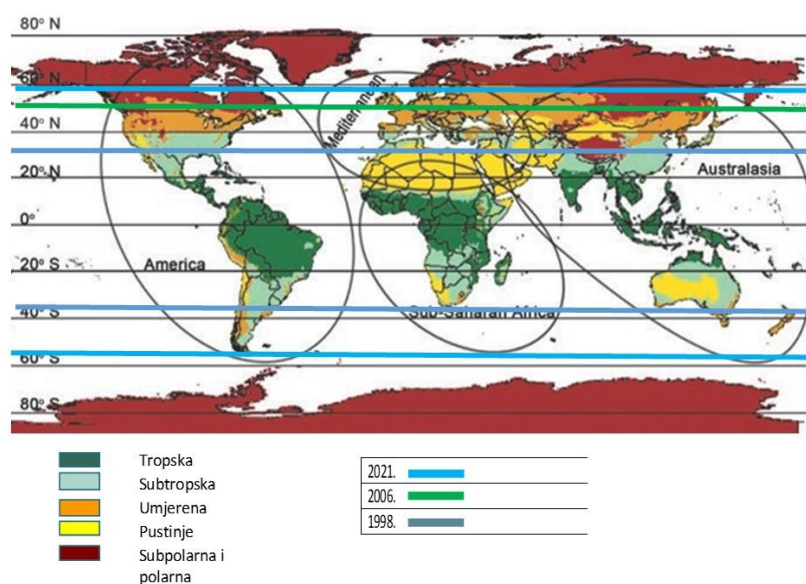 80° N
60° N
40° N
20° N
0°
20° S
40° S
60° S
80° S
Mediterranean
Australasia
America
Sub-Saharan Africa
Tropska
Subtropska
Umjerena
Pustinje
Subpolarna i
polarna
2021.
2006.
1998.